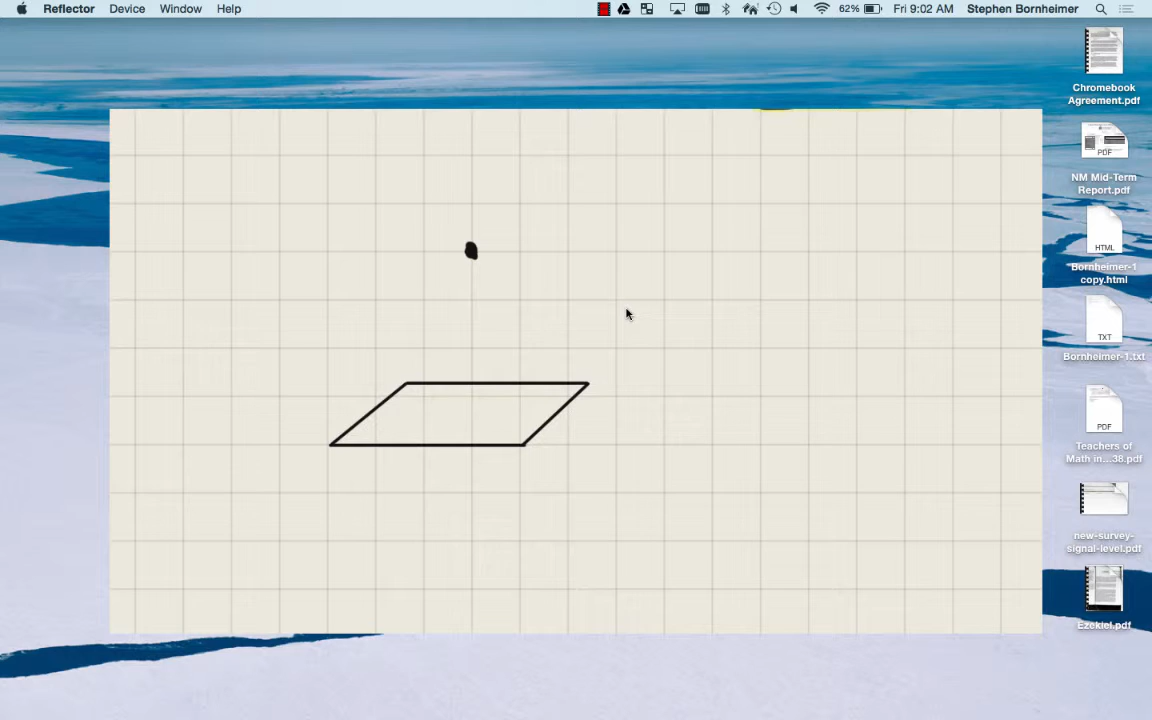 Reflector Device Window Help 62% Fri 9:02 AM Stephen Bornheimer
Chromebook
Agreement.pdf
PDF
NM Mid-Term
Report.pdf
HTML
Bornheimer-1
copy.html
TXT
Bornheimer-1.txt
PDF
Teachers of
Math in...38.pdf
new-survey-
signal-level.pdf
Ezekiel.pdf